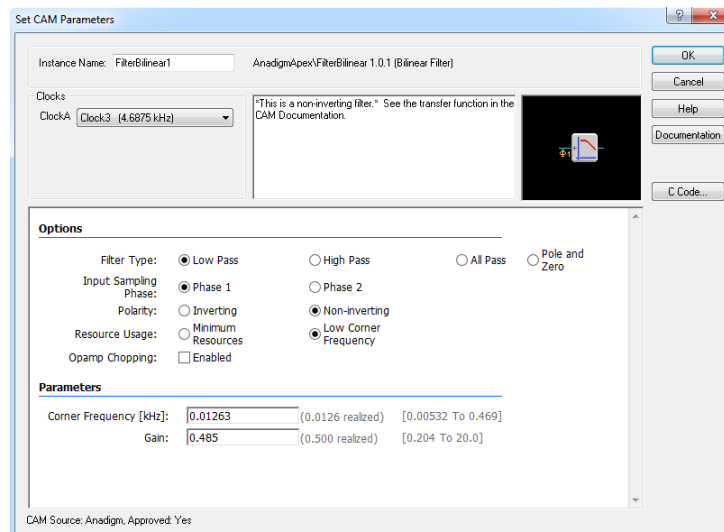 Set CAM Parameters
Instance Name: FilterBilinear1 AnadigmApex\FilterBilinear 1.0.1 (Bilinear Filter)
OK
Cancel
Help
Documentation
C Code...
Clocks
ClockA Clock3 (4.6875 kHz)
*This is a non-inverting filter.* See the transfer function in the
CAM Documentation.
Φ1
Options
Filter Type: Low Pass High Pass All Pass Pole and Zero
Input Sampling Phase: Phase 1 Phase 2
Polarity: Inverting Non-inverting
Resource Usage: Minimum Resources Low Corner Frequency
Opamp Chopping: Enabled
Parameters
Corner Frequency [kHz]: 0.01263 (0.0126 realized) [0.00532 To 0.469]
Gain: 0.485 (0.500 realized) [0.204 To 20.0]
CAM Source: Anadigm, Approved: Yes